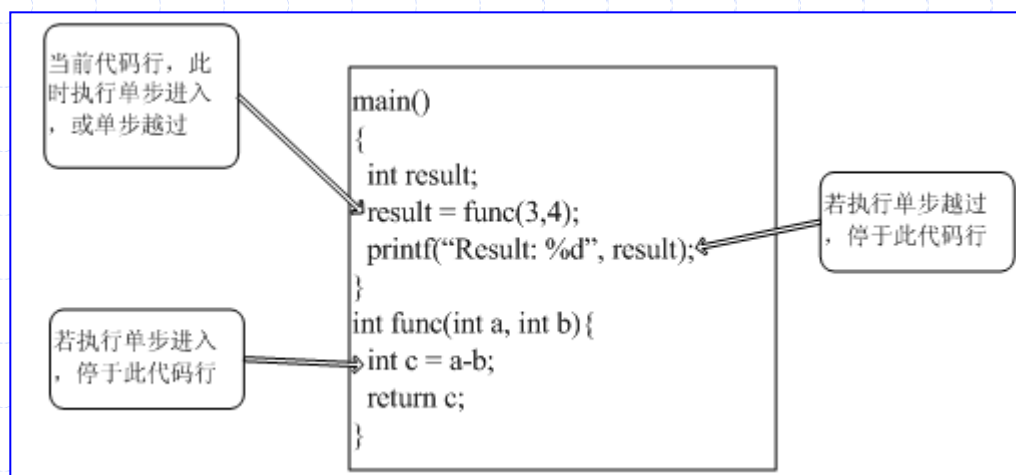 当前代码行，此
时执行单步进入
，或单步越过
main()
{
int result;
result = func(3,4);
printf(“Result: %d”, result);
}
int func(int a, int b){
int c = a-b;
return c;
}
若执行单步越过
，停于此代码行
若执行单步进入
，停于此代码行